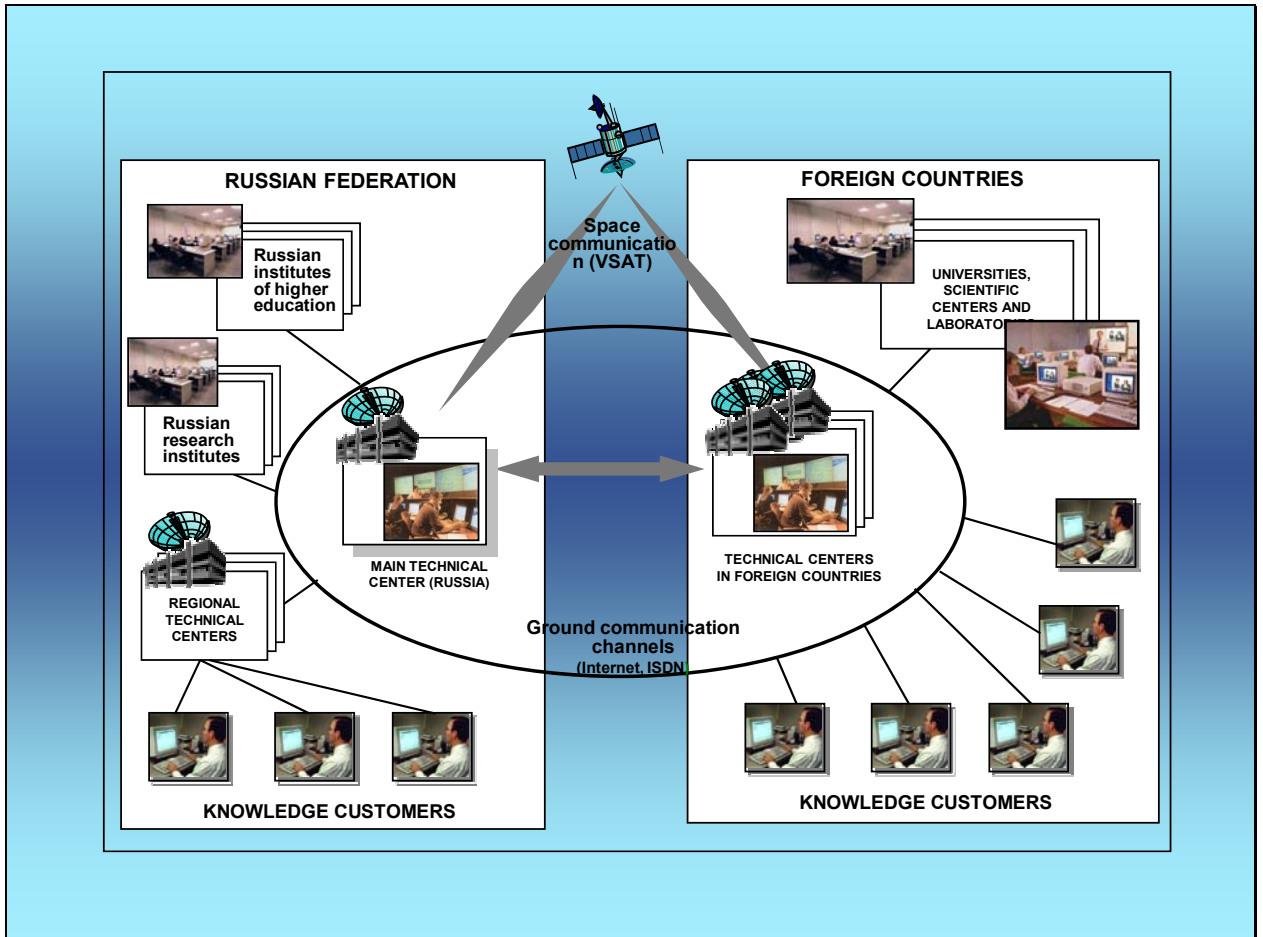 RUSSIAN FEDERATION
Russian
institutes
of higher
education
Russian
research
institutes
REGIONAL
TECHNICAL
CENTERS
MAIN TECHNICAL
CENTER (RUSSIA)
KNOWLEDGE CUSTOMERS
Space
communicatio
n (VSAT)
Ground communication
channels
(Internet, ISDN)
FOREIGN COUNTRIES
UNIVERSITIES,
SCIENTIFIC
CENTERS AND
LABORATORIES
TECHNICAL CENTERS
IN FOREIGN COUNTRIES
KNOWLEDGE CUSTOMERS